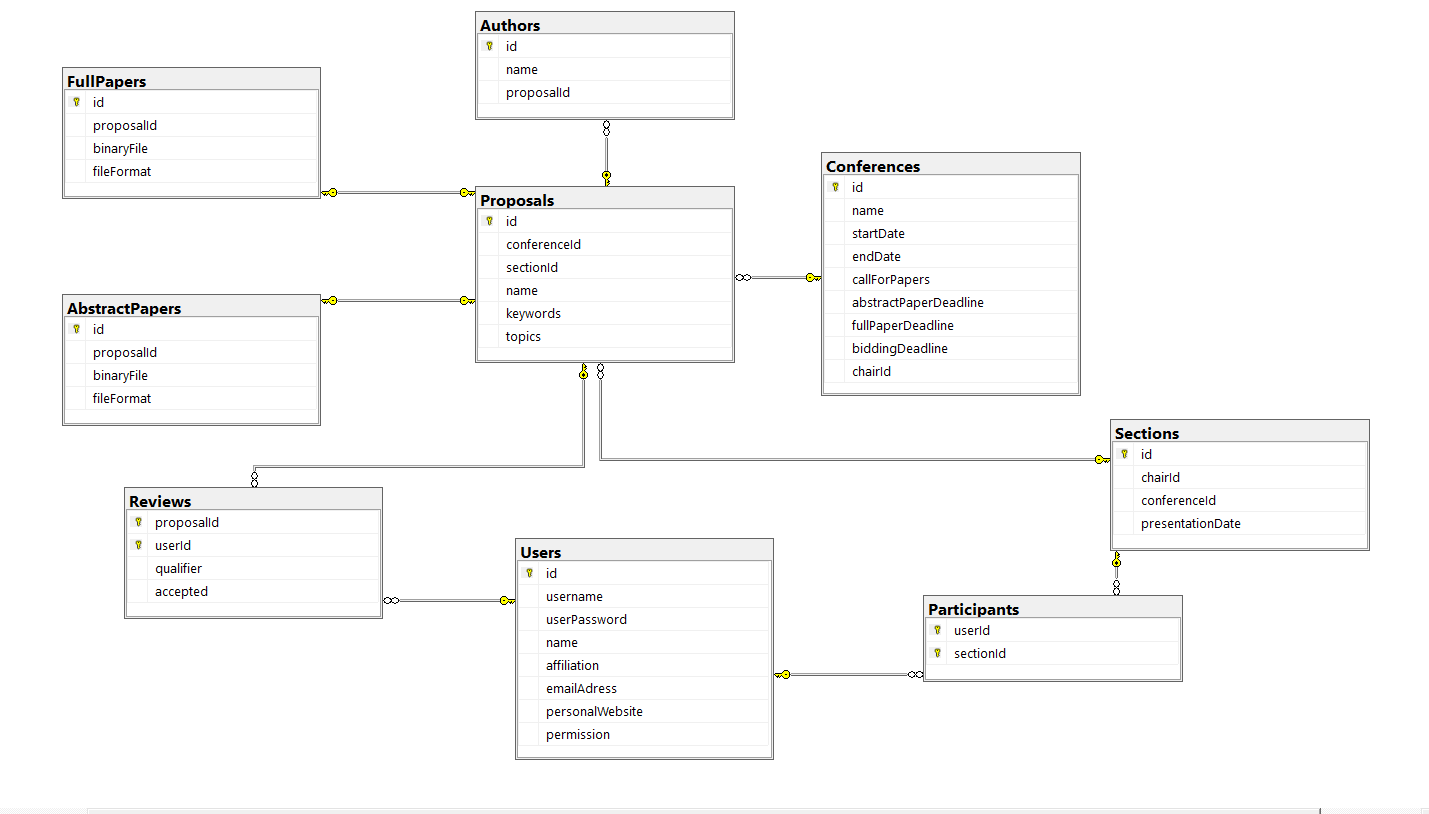 Authors
id
name
proposalId
FullPapers
id
proposalId
binaryFile
fileFormat
Conferences
id
name
startDate
endDate
callForPapers
abstractPaperDeadline
fullPaperDeadline
biddingDeadline
chairId
Proposals
id
conferenceId
sectionId
name
keywords
topics
AbstractPapers
id
proposalId
binaryFile
fileFormat
Sections
id
chairId
conferenceId
presentationDate
Reviews
proposalId
userId
qualifier
accepted
Users
id
username
userPassword
name
affiliation
emailAdress
personalWebsite
permission
Participants
userId
sectionId